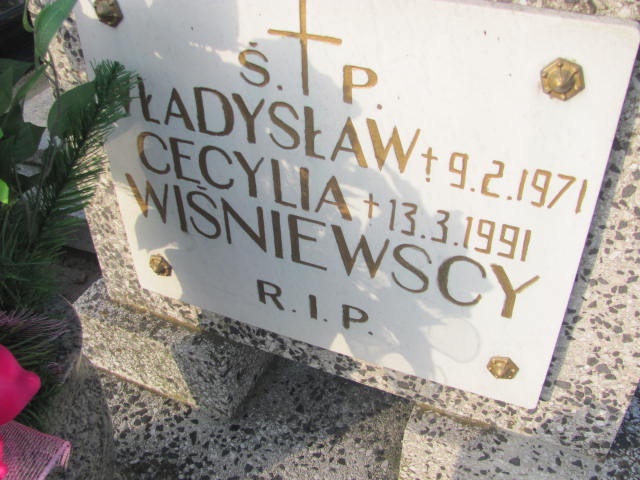 Ś. P.
WŁADYSŁAW † 9.2.1971
CECYLIA † 13.3.1991
WIŚNIEWSCY
R.I.P.